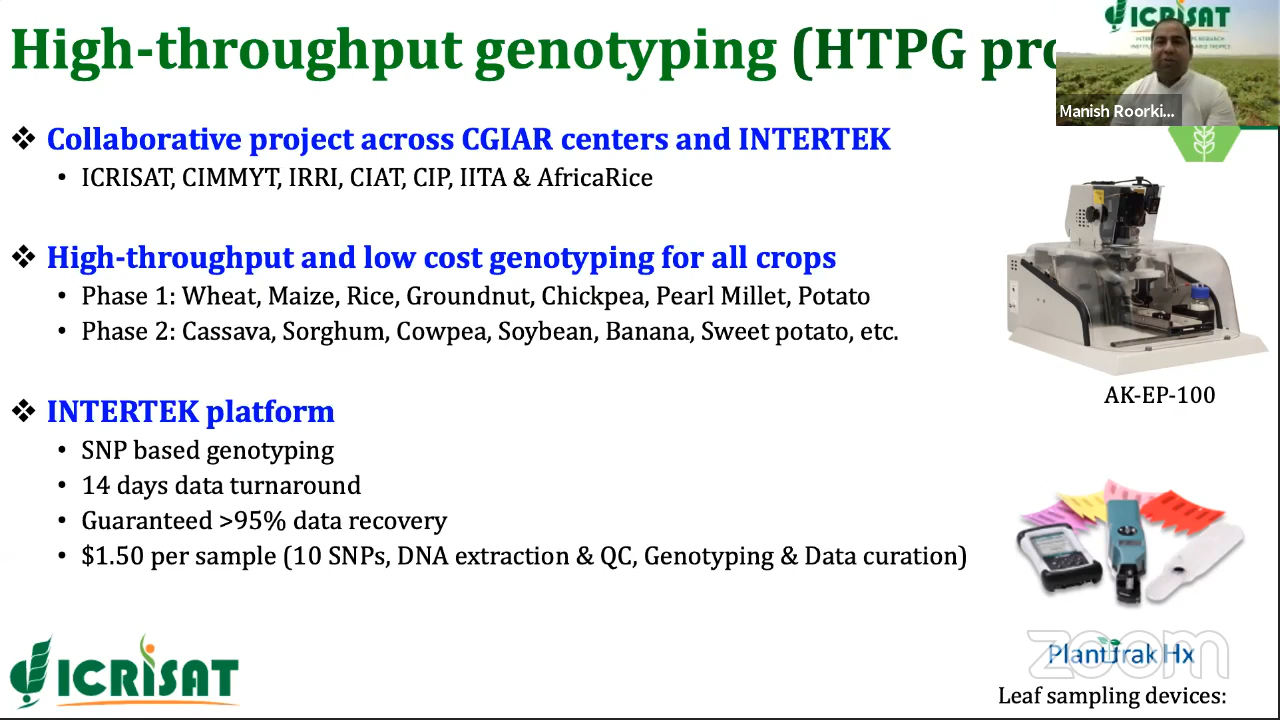 High-throughput genotyping (HTPG pro
ICRISAT
Manish Roorki...
❖ Collaborative project across CGIAR centers and INTERTEK
• ICRISAT, CIMMYT, IRRI, CIAT, CIP, IITA & AfricaRice
❖ High-throughput and low cost genotyping for all crops
• Phase 1: Wheat, Maize, Rice, Groundnut, Chickpea, Pearl Millet, Potato
• Phase 2: Cassava, Sorghum, Cowpea, Soybean, Banana, Sweet potato, etc.
AK-EP-100
❖ INTERTEK platform
• SNP based genotyping
• 14 days data turnaround
• Guaranteed >95% data recovery
• $1.50 per sample (10 SNPs, DNA extraction & QC, Genotyping & Data curation)
zoom
PlantTrak Hx
Leaf sampling devices:
ICRISAT